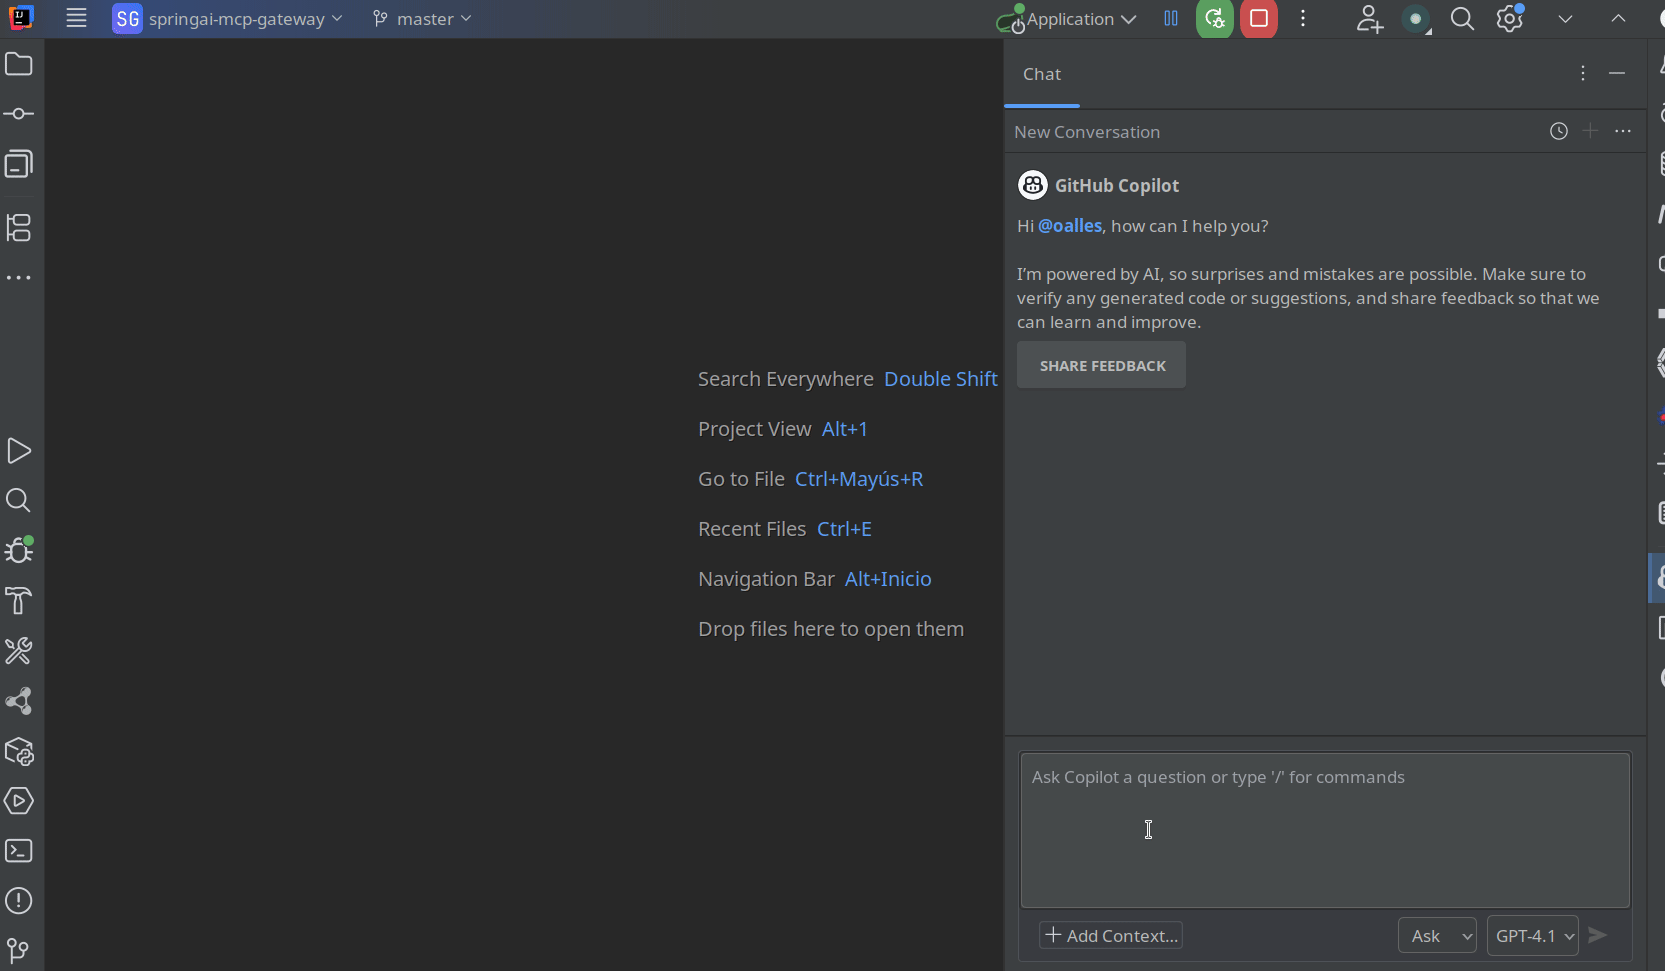 SG springai-mcp-gateway master Application
Chat
New Conversation
GitHub Copilot
Hi @oalles, how can I help you?
I'm powered by AI, so surprises and mistakes are possible. Make sure to
verify any generated code or suggestions, and share feedback so that we
can learn and improve.
SHARE FEEDBACK
Search Everywhere Double Shift
Project View Alt+1
Go to File Ctrl+Mayús+R
Recent Files Ctrl+E
Navigation Bar Alt+Inicio
Drop files here to open them
Ask Copilot a question or type '/' for commands
Add Context...
Ask
GPT-4.1